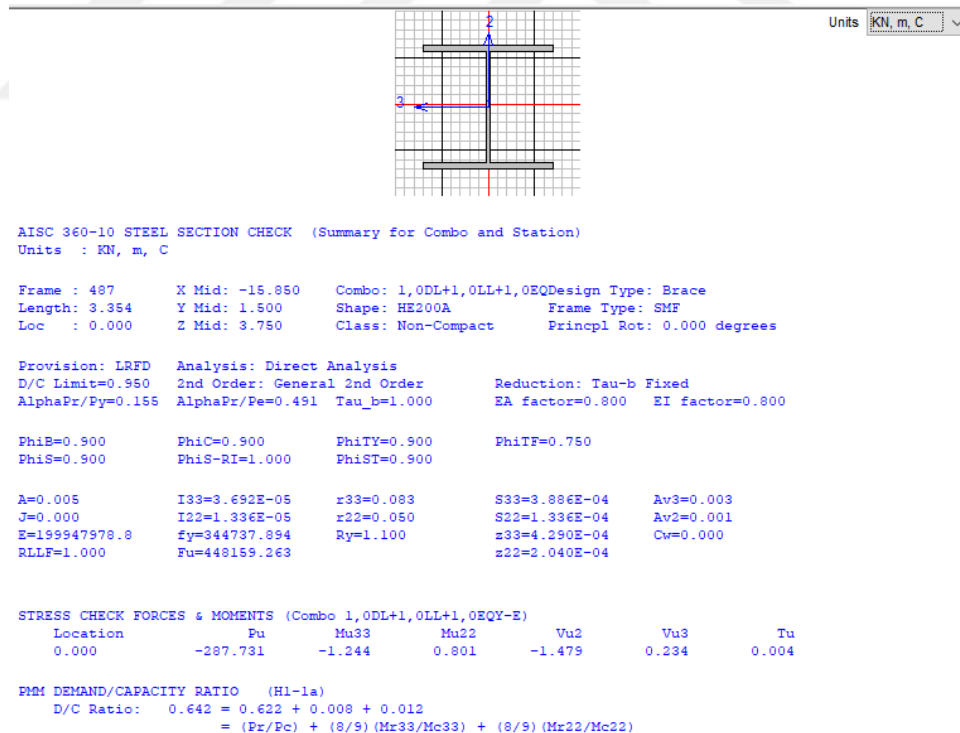 Units KN, m, C
2
3
AISC 360-10 STEEL SECTION CHECK (Summary for Combo and Station)
Units : KN, m, C
Frame : 487 X Mid: -15.850 Combo: 1,0DL+1,0LL+1,0EQDesign Type: Brace
Length: 3.354 Y Mid: 1.500 Shape: HE200A Frame Type: SMF
Loc : 0.000 Z Mid: 3.750 Class: Non-Compact Princpl Rot: 0.000 degrees
Provision: LRFD Analysis: Direct Analysis
D/C Limit=0.950 2nd Order: General 2nd Order Reduction: Tau-b Fixed
AlphaPr/Py=0.155 AlphaPr/Pe=0.491 Tau_b=1.000 EA factor=0.800 EI factor=0.800
PhiB=0.900 PhiC=0.900 PhiTY=0.900 PhiTF=0.750
PhiS=0.900 PhiS-RI=1.000 PhiST=0.900
A=0.005 I33=3.692E-05 r33=0.083 S33=3.886E-04 Av3=0.003
J=0.000 I22=1.336E-05 r22=0.050 S22=1.336E-04 Av2=0.001
E=199947978.8 fy=344737.894 Ry=1.100 z33=4.290E-04 Cw=0.000
RLLF=1.000 Fu=448159.263 z22=2.040E-04
STRESS CHECK FORCES & MOMENTS (Combo 1,0DL+1,0LL+1,0EQY-E)
Location Pu Mu33 Mu22 Vu2 Vu3 Tu
0.000 -287.731 -1.244 0.801 -1.479 0.234 0.004
PMM DEMAND/CAPACITY RATIO (H1-1a)
D/C Ratio: 0.642 = 0.622 + 0.008 + 0.012
= (Pr/Pc) + (8/9)(Mr33/Mc33) + (8/9)(Mr22/Mc22)